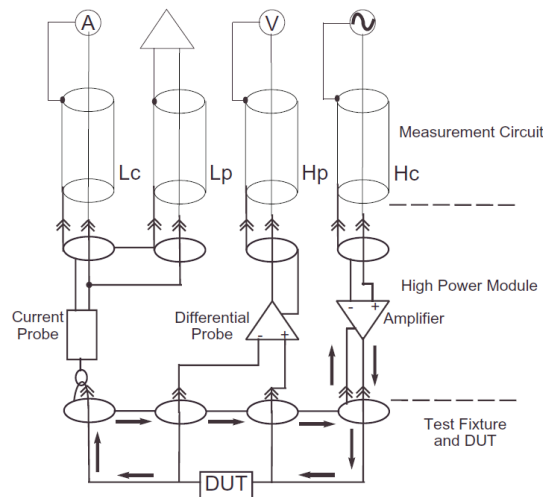 A
V
Lc
Lp
Hp
Hc
Measurement Circuit
High Power Module
Current
Probe
Differential
Probe
- +
- +
Amplifier
Test Fixture
and DUT
DUT